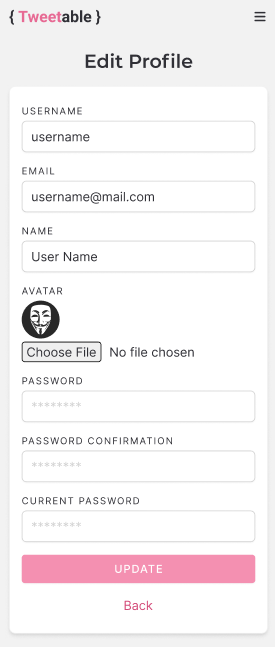 { Tweetable }
Edit Profile
USERNAME
username
EMAIL
username@mail.com
NAME
User Name
AVATAR
Choose File No file chosen
PASSWORD
********
PASSWORD CONFIRMATION
********
CURRENT PASSWORD
********
UPDATE
Back